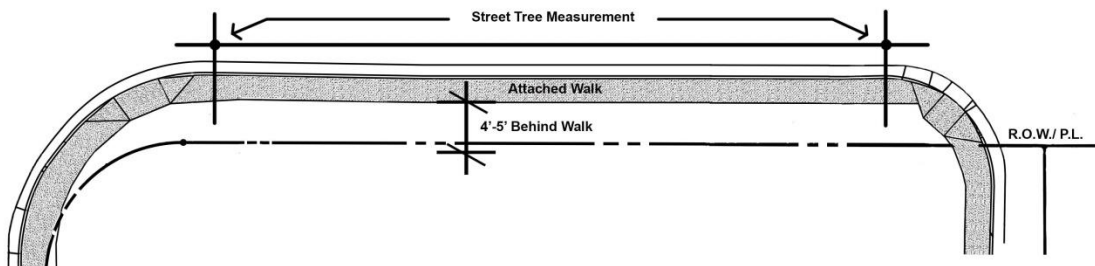 Street Tree Measurement
Attached Walk
4'-5' Behind Walk
R.O.W./ P.L.